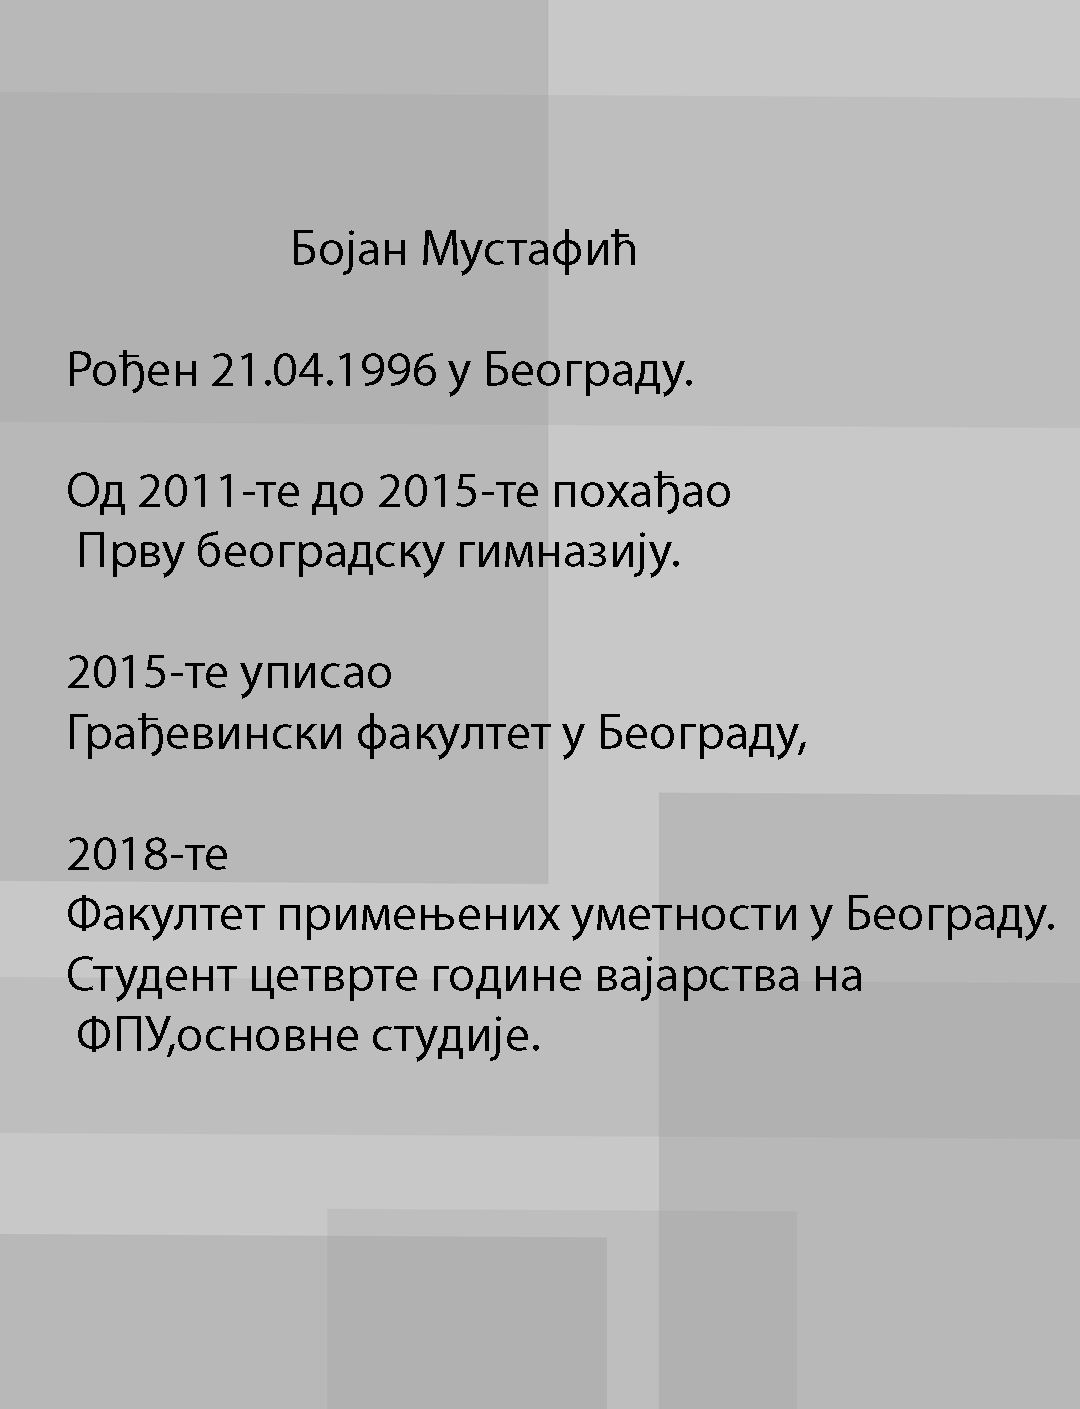 Бојан Мустафић
Рођен 21.04.1996 у Београду.
Од 2011-те до 2015-те похађао
Прву београдску гимназију.
2015-те уписао
Грађевински факултет у Београду,
2018-те
Факултет примењених уметности у Београду.
Студент цетврте године вајарства на
ФПУ,основне студије.